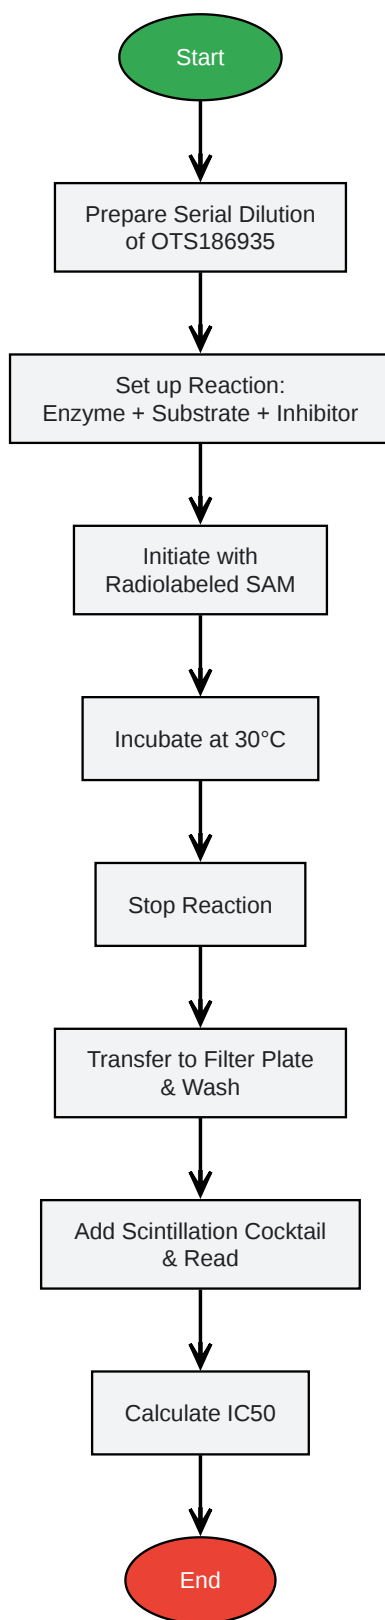 Start
Prepare Serial Dilution
of OTS186935
Set up Reaction:
Enzyme + Substrate + Inhibitor
Initiate with
Radiolabeled SAM
Incubate at 30°C
Stop Reaction
Transfer to Filter Plate
& Wash
Add Scintillation Cocktail
& Read
Calculate IC50
End